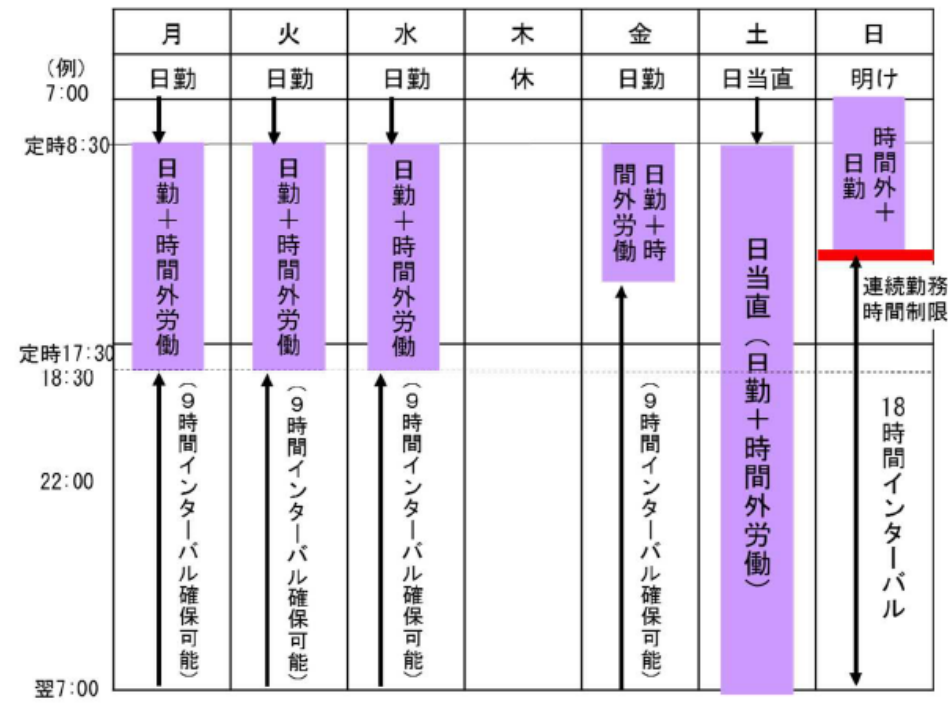 月 火 水 木 金 土 日
(例)
7:00
日勤 日勤 日勤 休 日勤 日当直 明け
定時8:30
日勤＋時間外労働
日勤＋時間外労働
日勤＋時間外労働
日勤＋時
間外労働
日当直（日勤＋時間外労働）
時間外＋
日勤
連続勤務
時間制限
定時17:30
18:30
22:00
翌7:00
（9時間インターバル確保可能）
（9時間インターバル確保可能）
（9時間インターバル確保可能）
（9時間インターバル確保可能）
18時間インターバル